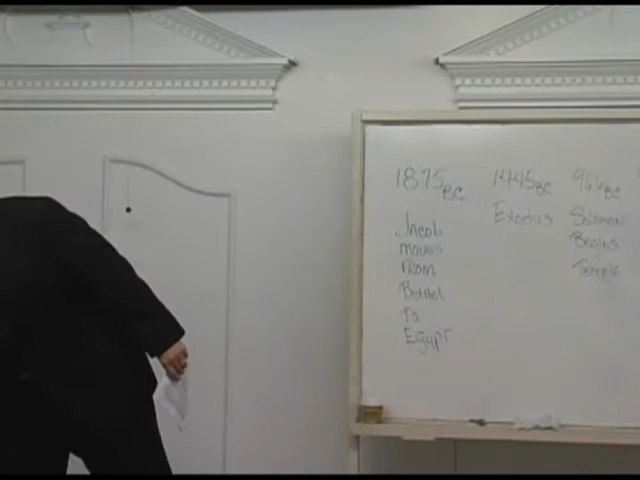 1875 BC
Jacob
moves
From
Bethel
To
Egypt
1445 BC
Exodus
966 BC
Solomon
Begins
Temple